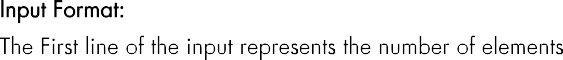 Input Format:
The First line of the input represents the number of elements